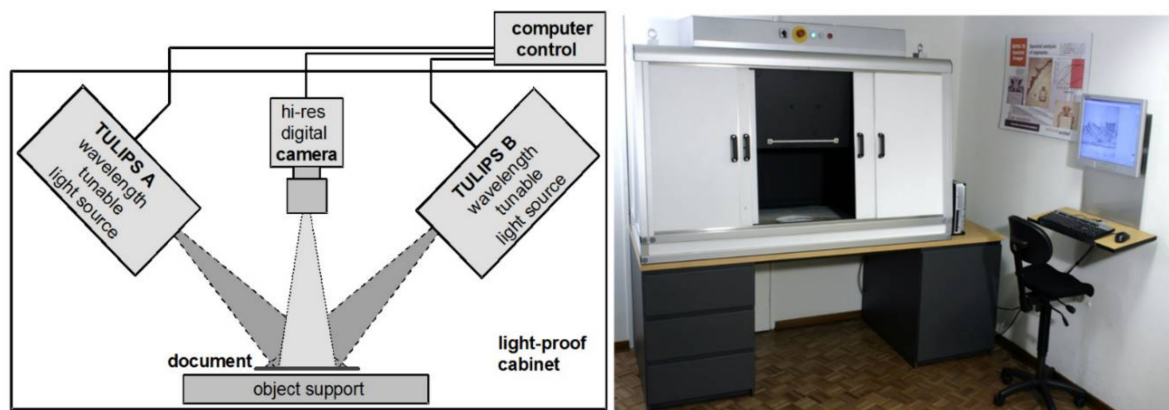 computer
control
TULIPS A
wavelength
tunable
light source
hi-res
digital
camera
TULIPS B
wavelength
tunable
light source
document
light-proof
cabinet
object support